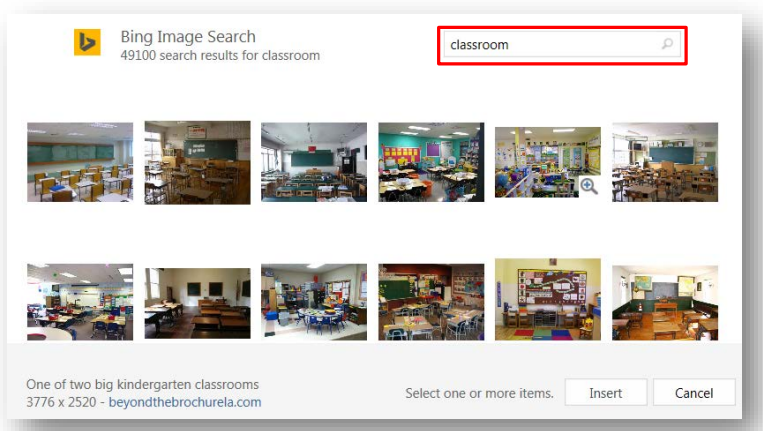 Bing Image Search
49100 search results for classroom
classroom
One of two big kindergarten classrooms
3776 x 2520 - beyondthebrochurela.com
Select one or more items.
Insert
Cancel